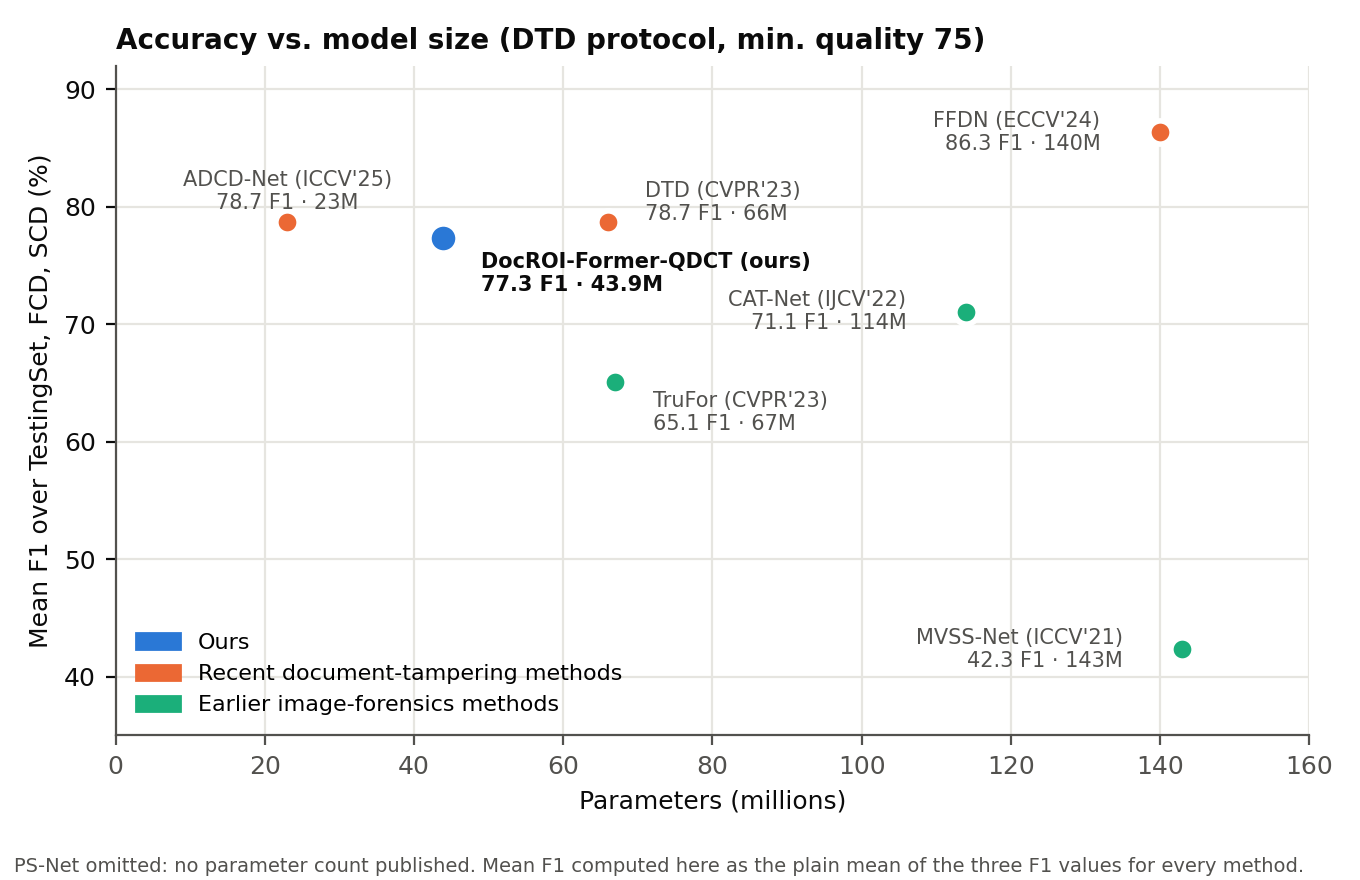 Accuracy vs. model size (DTD protocol, min. quality 75)
Mean F1 over TestingSet, FCD, SCD (%)
90
80
70
60
50
40
FFDN (ECCV'24)
86.3 F1 · 140M
ADCD-Net (ICCV'25)
78.7 F1 · 23M
DTD (CVPR'23)
78.7 F1 · 66M
DocROI-Former-QDCT (ours)
77.3 F1 · 43.9M
CAT-Net (IJCV'22)
71.1 F1 · 114M
TruFor (CVPR'23)
65.1 F1 · 67M
MVSS-Net (ICCV'21)
42.3 F1 · 143M
Ours
Recent document-tampering methods
Earlier image-forensics methods
0 20 40 60 80 100 120 140 160
Parameters (millions)
PS-Net omitted: no parameter count published. Mean F1 computed here as the plain mean of the three F1 values for every method.